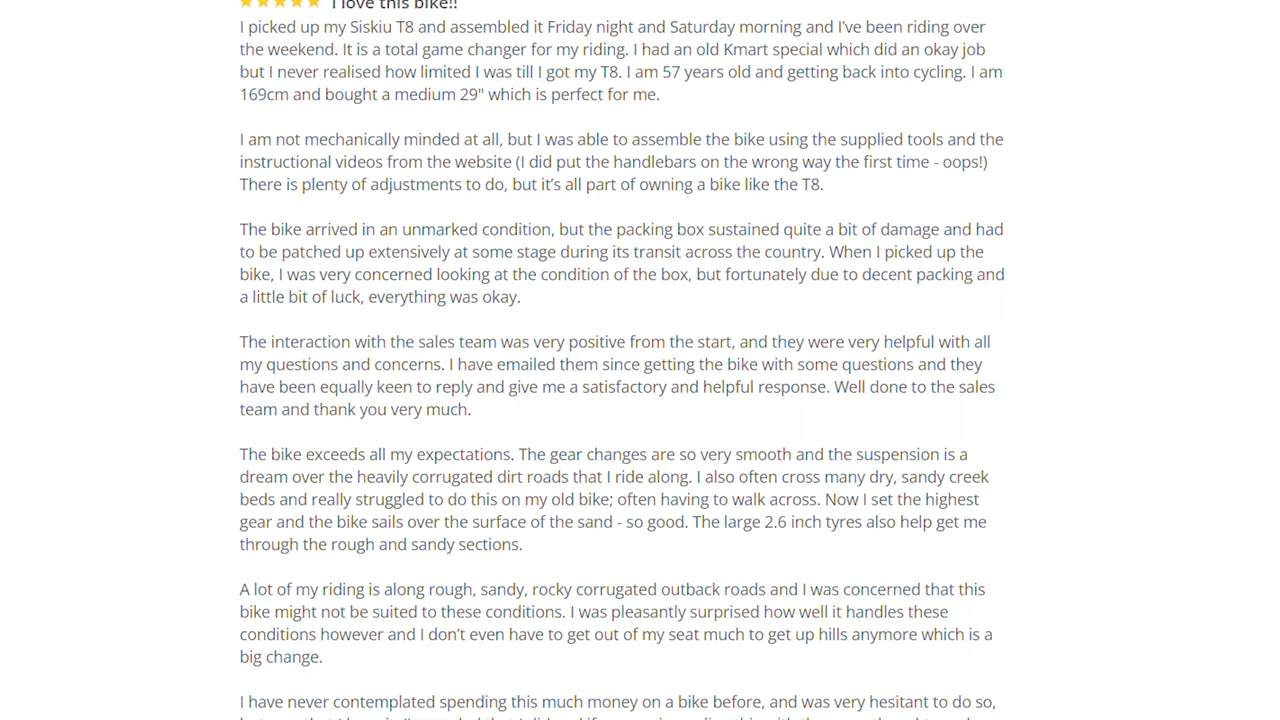 I love this bike!!
I picked up my Siskiu T8 and assembled it Friday night and Saturday morning and I’ve been riding over
the weekend. It is a total game changer for my riding. I had an old Kmart special which did an okay job
but I never realised how limited I was till I got my T8. I am 57 years old and getting back into cycling. I am
169cm and bought a medium 29" which is perfect for me.
I am not mechanically minded at all, but I was able to assemble the bike using the supplied tools and the
instructional videos from the website (I did put the handlebars on the wrong way the first time - oops!)
There is plenty of adjustments to do, but it’s all part of owning a bike like the T8.
The bike arrived in an unmarked condition, but the packing box sustained quite a bit of damage and had
to be patched up extensively at some stage during its transit across the country. When I picked up the
bike, I was very concerned looking at the condition of the box, but fortunately due to decent packing and
a little bit of luck, everything was okay.
The interaction with the sales team was very positive from the start, and they were very helpful with all
my questions and concerns. I have emailed them since getting the bike with some questions and they
have been equally keen to reply and give me a satisfactory and helpful response. Well done to the sales
team and thank you very much.
The bike exceeds all my expectations. The gear changes are so very smooth and the suspension is a
dream over the heavily corrugated dirt roads that I ride along. I also often cross many dry, sandy creek
beds and really struggled to do this on my old bike; often having to walk across. Now I set the highest
gear and the bike sails over the surface of the sand - so good. The large 2.6 inch tyres also help get me
through the rough and sandy sections.
A lot of my riding is along rough, sandy, rocky corrugated outback roads and I was concerned that this
bike might not be suited to these conditions. I was pleasantly surprised how well it handles these
conditions however and I don’t even have to get out of my seat much to get up hills anymore which is a
big change.
I have never contemplated spending this much money on a bike before, and was very hesitant to do so,